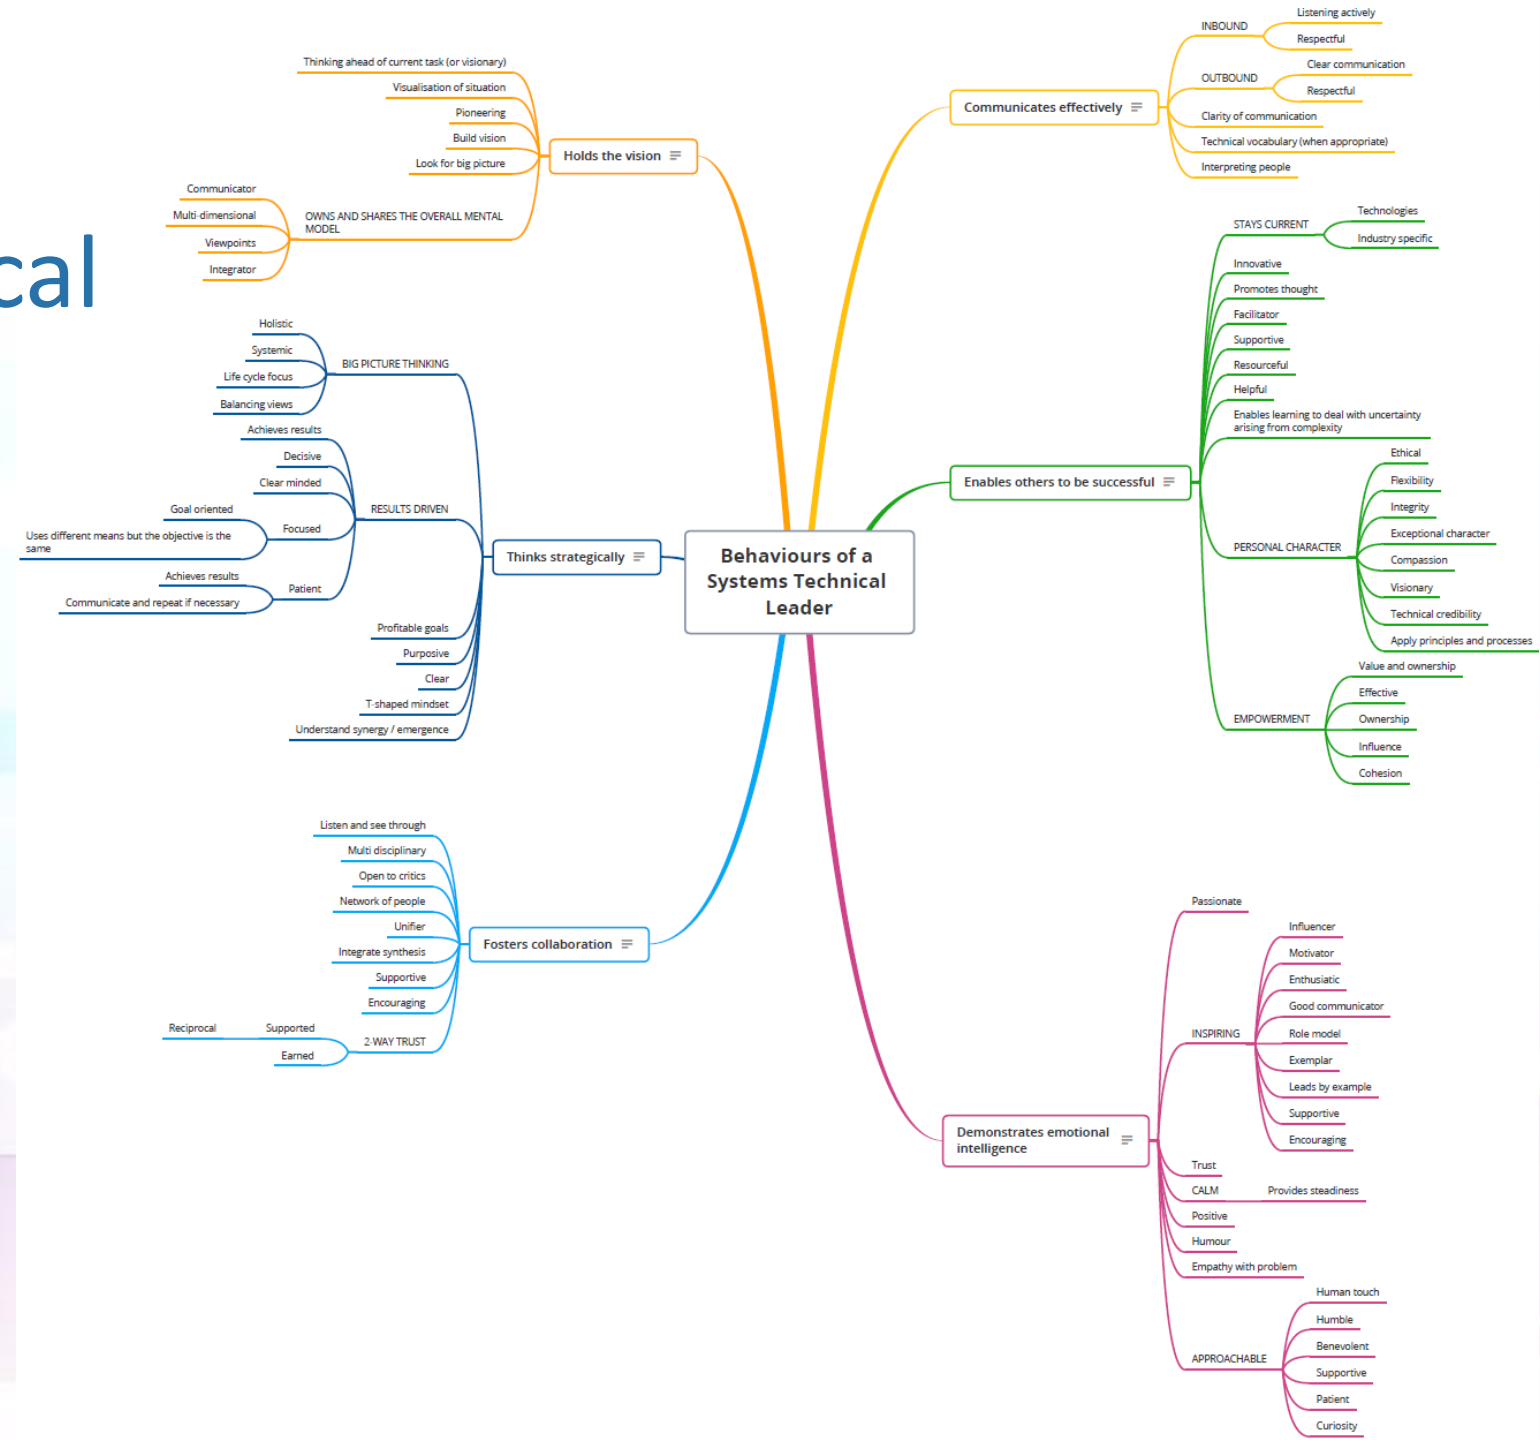 cal
Behaviours of a
Systems Technical
Leader
Holds the vision
Thinking ahead of current task (or visionary)
Visualisation of situation
Pioneering
Build vision
Look for big picture
OWNS AND SHARES THE OVERALL MENTAL
MODEL
Communicator
Multi-dimensional
Viewpoints
Integrator
Thinks strategically
BIG PICTURE THINKING
Holistic
Systemic
Life cycle focus
Balancing views
RESULTS DRIVEN
Achieves results
Decisive
Clear minded
Focused
Goal oriented
Uses different means but the objective is the
same
Patient
Achieves results
Communicate and repeat if necessary
Profitable goals
Purposive
Clear
T-shaped mindset
Understand synergy / emergence
Fosters collaboration
Listen and see through
Multi disciplinary
Open to critics
Network of people
Unifier
Integrate synthesis
Supportive
Encouraging
2-WAY TRUST
Supported
Reciprocal
Earned
Communicates effectively
INBOUND
Listening actively
Respectful
OUTBOUND
Clear communication
Respectful
Clarity of communication
Technical vocabulary (when appropriate)
Interpreting people
Enables others to be successful
STAYS CURRENT
Technologies
Industry specific
Innovative
Promotes thought
Facilitator
Supportive
Resourceful
Helpful
Enables learning to deal with uncertainty
arising from complexity
PERSONAL CHARACTER
Ethical
Flexibility
Integrity
Exceptional character
Compassion
Visionary
Technical credibility
Apply principles and processes
EMPOWERMENT
Value and ownership
Effective
Ownership
Influence
Cohesion
Demonstrates emotional
intelligence
Passionate
INSPIRING
Influencer
Motivator
Enthusiatic
Good communicator
Role model
Exemplar
Leads by example
Supportive
Encouraging
Trust
CALM
Provides steadiness
Positive
Humour
Empathy with problem
APPROACHABLE
Human touch
Humble
Benevolent
Supportive
Patient
Curiosity